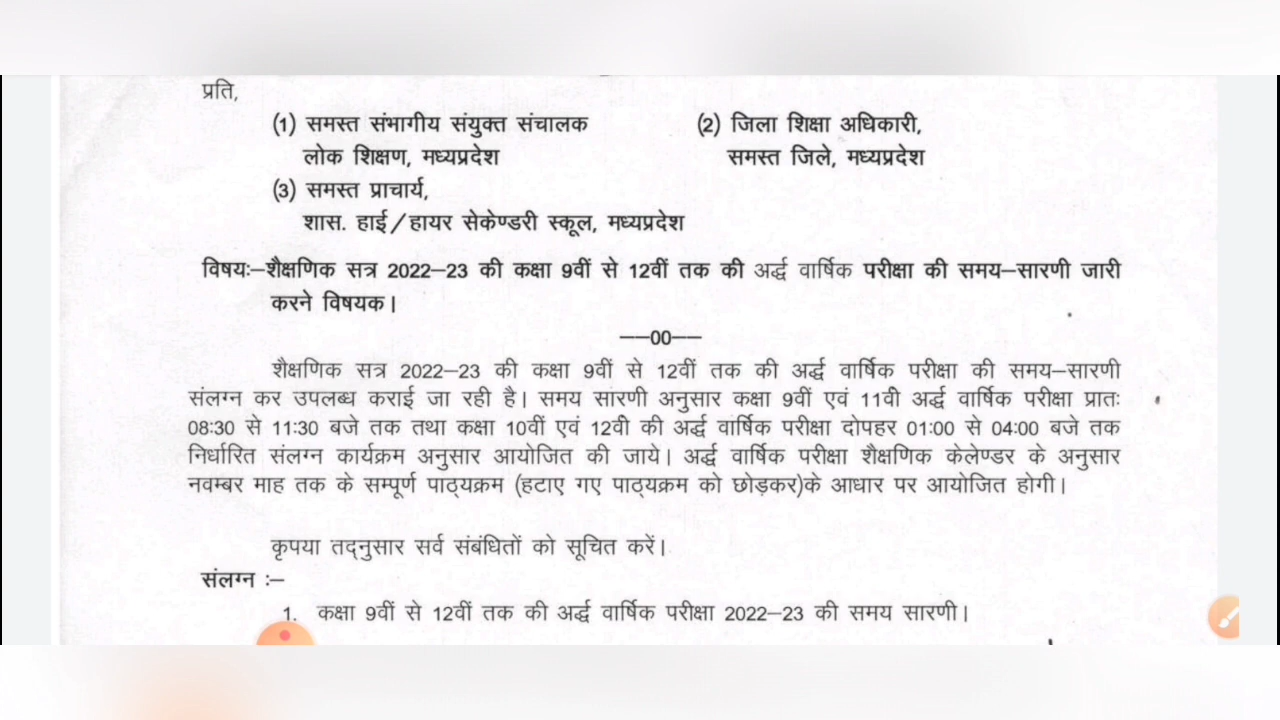 प्रति,
(1) समस्त संभागीय संयुक्त संचालक
लोक शिक्षण, मध्यप्रदेश
(2) जिला शिक्षा अधिकारी,
समस्त जिले, मध्यप्रदेश
(3) समस्त प्राचार्य,
शास. हाई/हायर सेकेण्डरी स्कूल, मध्यप्रदेश
विषयः–शैक्षणिक सत्र 2022–23 की कक्षा 9वीं से 12वीं तक की अर्द्ध वार्षिक परीक्षा की समय–सारणी जारी
करने विषयक।
––00––
शैक्षणिक सत्र 2022–23 की कक्षा 9वीं से 12वीं तक की अर्द्ध वार्षिक परीक्षा की समय–सारणी
संलग्न कर उपलब्ध कराई जा रही है। समय सारणी अनुसार कक्षा 9वीं एवं 11वी अर्द्ध वार्षिक परीक्षा प्रातः
08:30 से 11:30 बजे तक तथा कक्षा 10वीं एवं 12वी की अर्द्ध वार्षिक परीक्षा दोपहर 01:00 से 04:00 बजे तक
निर्धारित संलग्न कार्यक्रम अनुसार आयोजित की जाये। अर्द्ध वार्षिक परीक्षा शैक्षणिक केलेण्डर के अनुसार
नवम्बर माह तक के सम्पूर्ण पाठ्यक्रम (हटाए गए पाठ्यक्रम को छोड़कर)के आधार पर आयोजित होगी।
कृपया तद्नुसार सर्व संबंधितों को सूचित करें।
संलग्न :–
1. कक्षा 9वीं से 12वीं तक की अर्द्ध वार्षिक परीक्षा 2022–23 की समय सारणी।